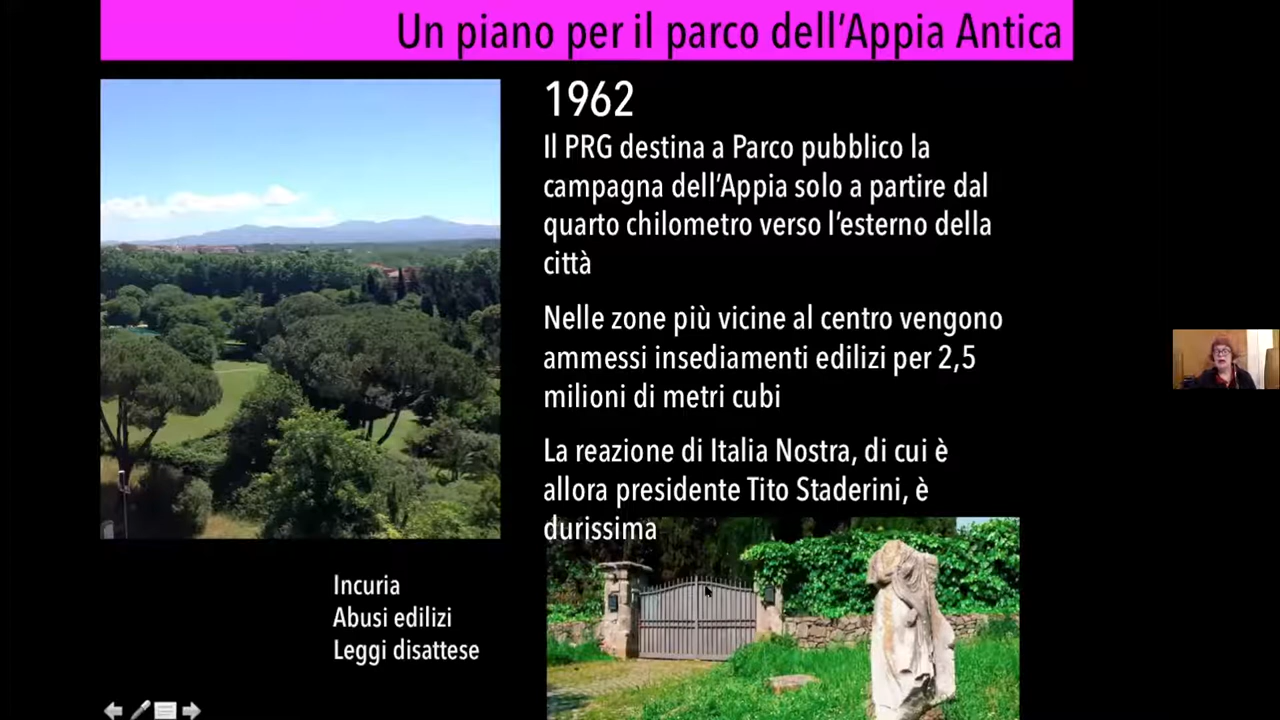 Un piano per il parco dell'Appia Antica
1962
Il PRG destina a Parco pubblico la
campagna dell'Appia solo a partire dal
quarto chilometro verso l'esterno della
città
Nelle zone più vicine al centro vengono
ammessi insediamenti edilizi per 2,5
milioni di metri cubi
La reazione di Italia Nostra, di cui è
allora presidente Tito Staderini, è
durissima
Incuria
Abusi edilizi
Leggi disattese